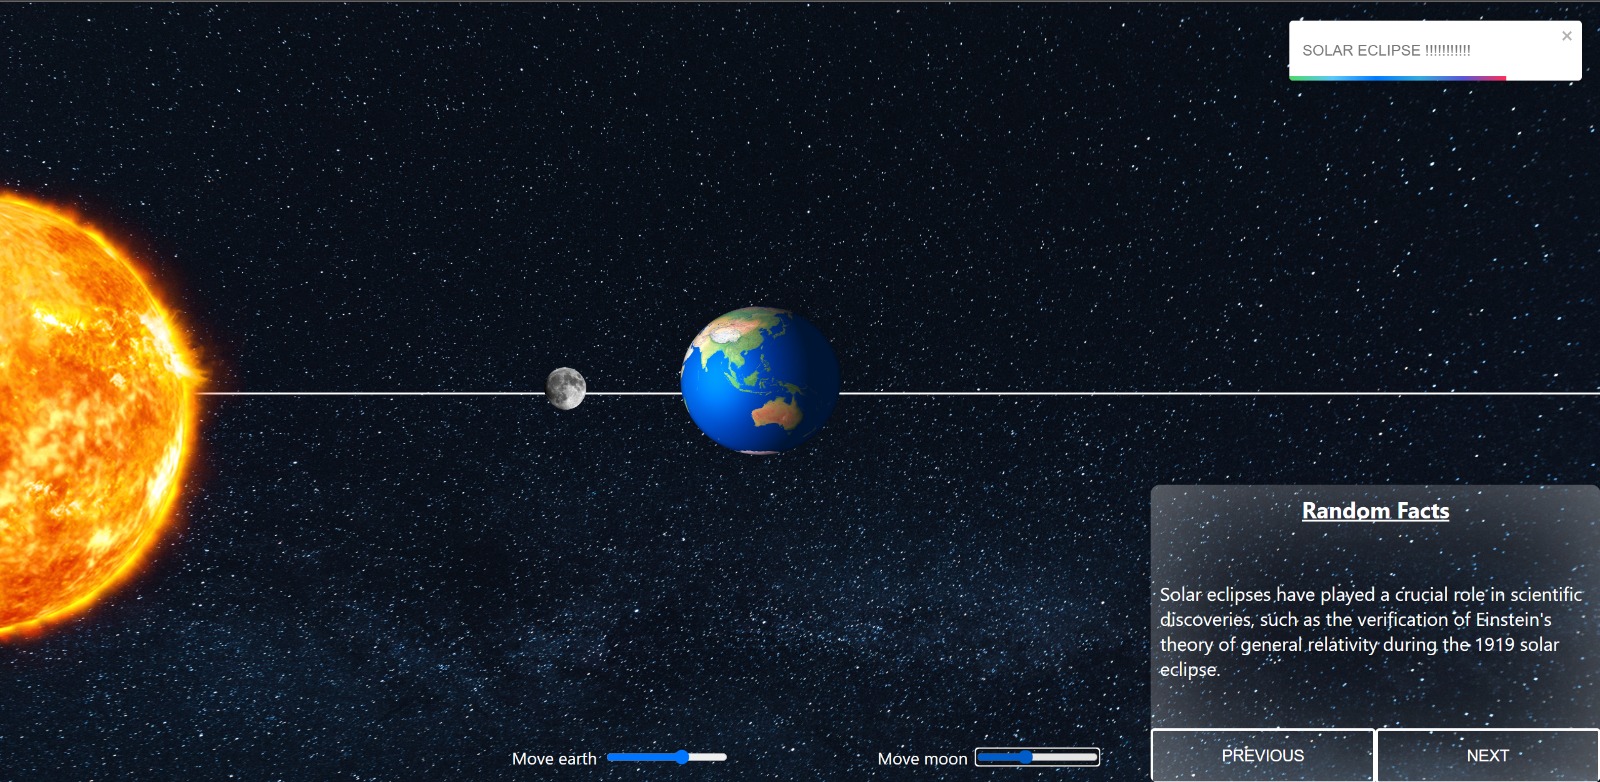 SOLAR ECLIPSE !!!!!!!!!!!
×
Random Facts
Solar eclipses have played a crucial role in scientific
discoveries, such as the verification of Einstein's
theory of general relativity during the 1919 solar
eclipse.
Move earth
Move moon
PREVIOUS
NEXT